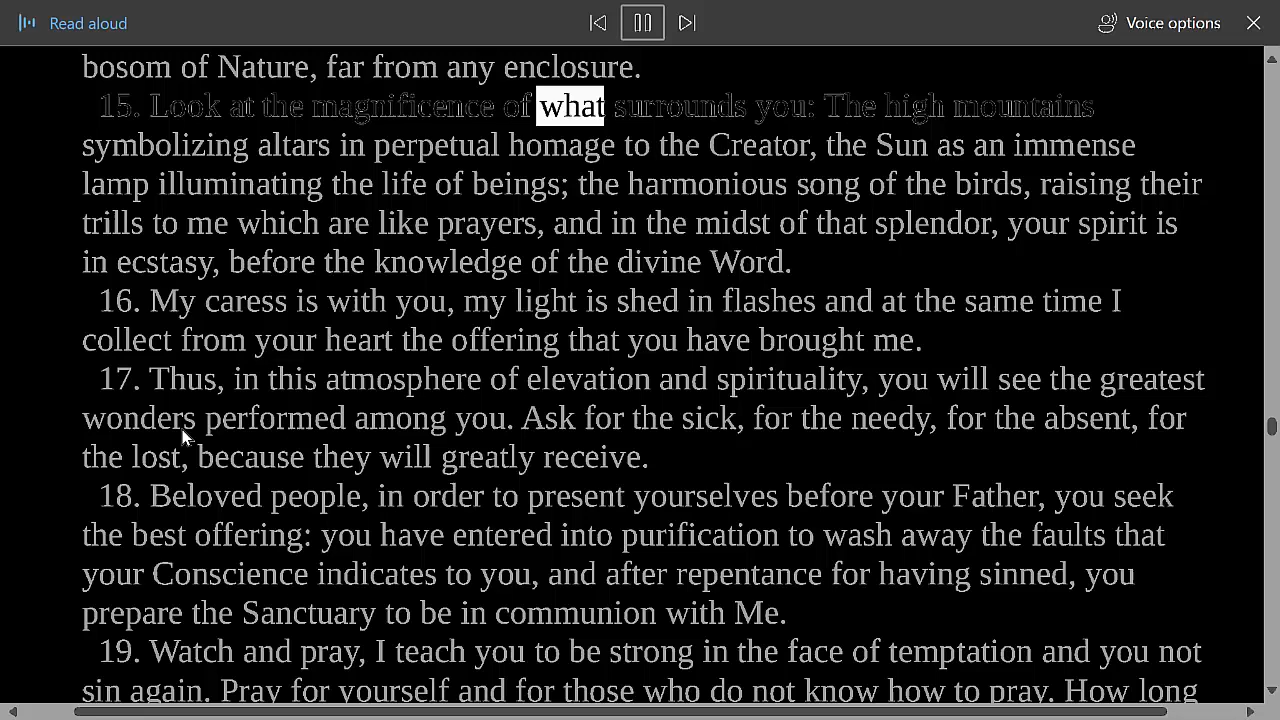 Read aloud
Voice options
bosom of Nature, far from any enclosure.
15. Look at the magnificence of what surrounds you: The high mountains
symbolizing altars in perpetual homage to the Creator, the Sun as an immense
lamp illuminating the life of beings; the harmonious song of the birds, raising their
trills to me which are like prayers, and in the midst of that splendor, your spirit is
in ecstasy, before the knowledge of the divine Word.
16. My caress is with you, my light is shed in flashes and at the same time I
collect from your heart the offering that you have brought me.
17. Thus, in this atmosphere of elevation and spirituality, you will see the greatest
wonders performed among you. Ask for the sick, for the needy, for the absent, for
the lost, because they will greatly receive.
18. Beloved people, in order to present yourselves before your Father, you seek
the best offering: you have entered into purification to wash away the faults that
your Conscience indicates to you, and after repentance for having sinned, you
prepare the Sanctuary to be in communion with Me.
19. Watch and pray, I teach you to be strong in the face of temptation and you not
sin again. Pray for yourself and for those who do not know how to pray. How long